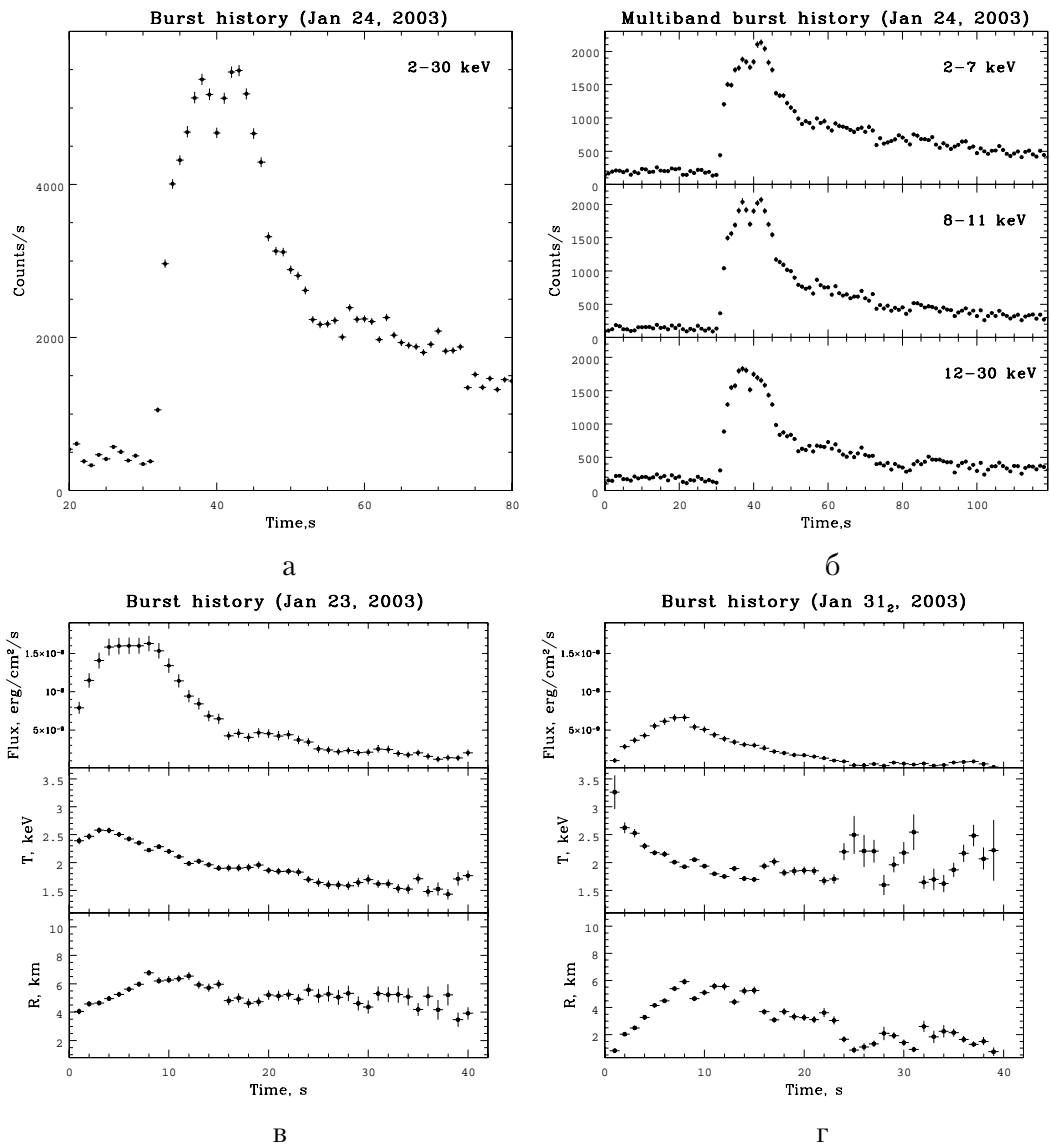 Burst history (Jan 24, 2003)
2−30 keV
Counts/s
4000
2000
0
20 40 60 80
Time,s
а
Multiband burst history (Jan 24, 2003)
2−7 keV
2000
1500
1000
500
0
8−11 keV
2000
1500
1000
500
0
Counts/s
12−30 keV
2000
1500
1000
500
0
0 20 40 60 80 100
Time,s
б
Burst history (Jan 23, 2003)
Flux, erg/cm²/s
1.5×10⁻⁸
10⁻⁸
5×10⁻⁹
T, keV
3.5
3
2.5
2
1.5
R, km
10
8
6
4
2
0 10 20 30 40
Time, s
в
Burst history (Jan 31₂, 2003)
Flux, erg/cm²/s
1.5×10⁻⁸
10⁻⁸
5×10⁻⁹
T, keV
3.5
3
2.5
2
1.5
R, km
10
8
6
4
2
0 10 20 30 40
Time, s
г